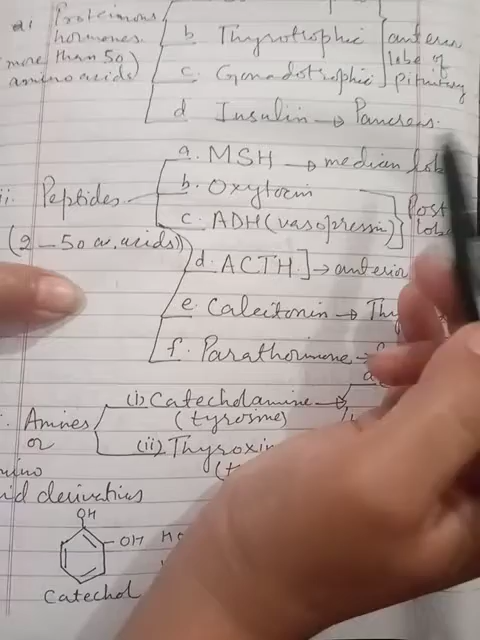 Proteinous
hormones
(more than 50
amino acids)
b. Thyrotrophic
c. Gonadotrophic
anterior
lobe of
Pituitary
d Insulin → Pancreas.
ii. Peptides
(2-50 a. acids)
a. MSH → median lob
b. Oxytocin
c. ADH (vasopressin)
Post
lobe
d. ACTH] → anterior
e. Calcitonin → Thy
f. Parathormone →
Amines
or
mino
id derivatives
(i) Catecholamine →
(tyrosine)
(ii) Thyroxin
(t
OH
OH
Catechol